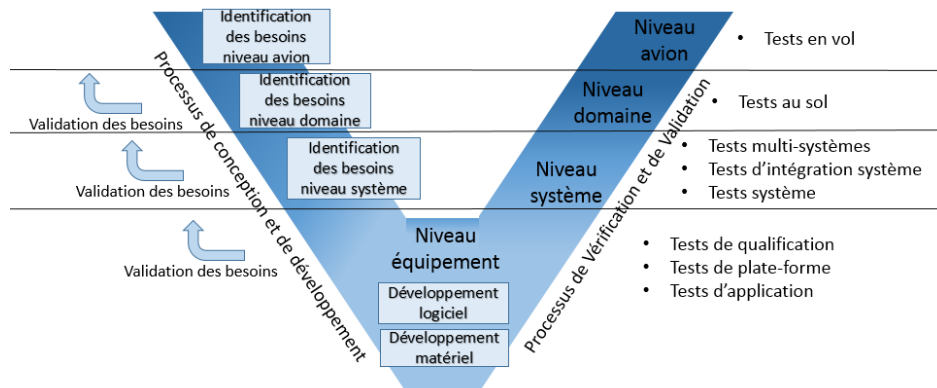 Identification
des besoins
niveau avion
Niveau
avion
• Tests en vol
Identification
des besoins
niveau domaine
Niveau
domaine
• Tests au sol
Validation des besoins
Identification
des besoins
niveau système
Niveau
système
• Tests multi-systèmes
• Tests d'intégration système
• Tests système
Validation des besoins
Niveau
équipement
• Tests de qualification
• Tests de plate-forme
• Tests d'application
Validation des besoins
Développement
logiciel
Développement
matériel
Processus de conception et de développement
Processus de Vérification et de Validation